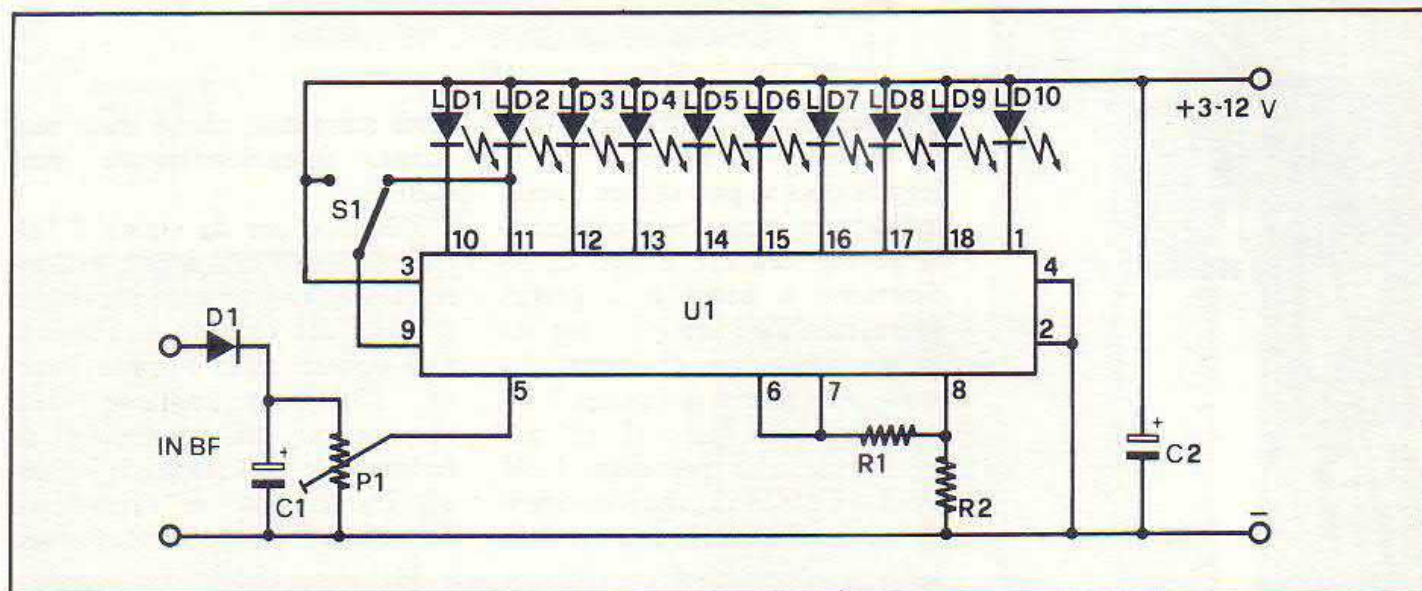 LD1 LD2 LD3 LD4 LD5 LD6 LD7 LD8 LD9 LD10
+3-12 V
S1
10 11 12 13 14 15 16 17 18 1
3 4
U1
D1
9 2
5 6 7 8
IN BF
+
P1
C1
R1
R2
+
C2
–